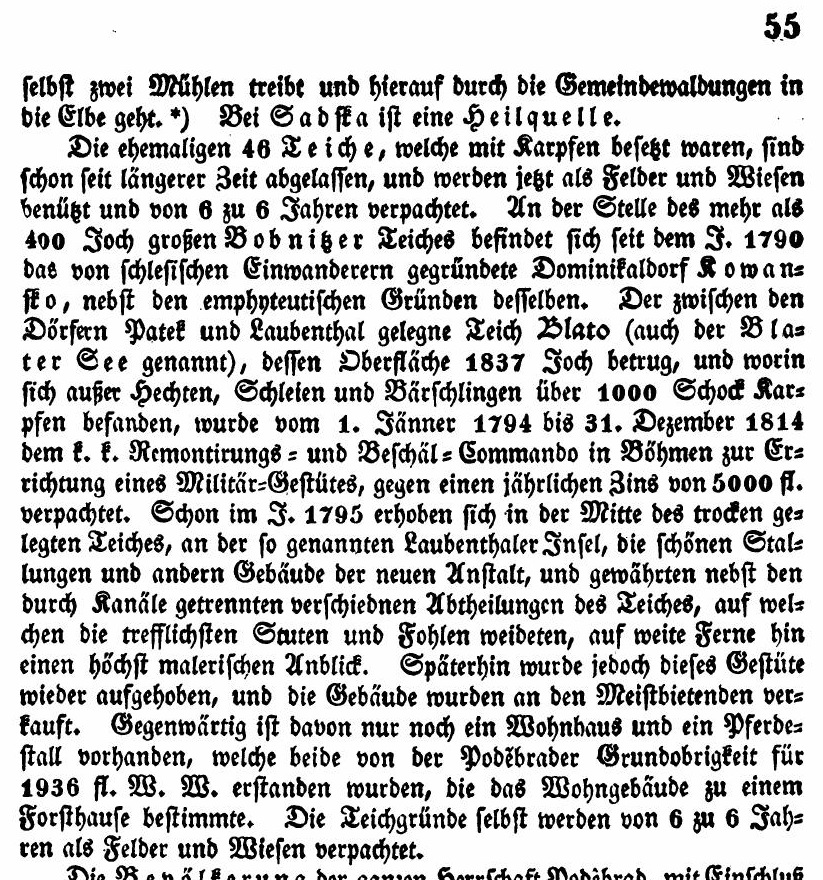 55
selbst zwei Mühlen treibt und hierauf durch die Gemeindewaldungen in
die Elbe geht. *) Bei Sadska ist eine Heilquelle.
Die ehemaligen 46 Teiche, welche mit Karpfen besetzt waren, sind
schon seit längerer Zeit abgelassen, und werden jetzt als Felder und Wiesen
benützt und von 6 zu 6 Jahren verpachtet. An der Stelle des mehr als
400 Joch großen Bobnitzer Teiches befindet sich seit dem J. 1790
das von schlesischen Einwanderern gegründete Dominikaldorf Kowan=
sko, nebst den emphyteutischen Gründen desselben. Der zwischen den
Dörfern Patek und Laubenthal gelegne Teich Blato (auch der Bla=
ter See genannt), dessen Oberfläche 1837 Joch betrug, und worin
sich außer Hechten, Schleien und Bärschlingen über 1000 Schock Kar=
pfen befanden, wurde vom 1. Jänner 1794 bis 31. Dezember 1814
dem k. k. Remontirungs= und Beschäl=Commando in Böhmen zur Er=
richtung eines Militär=Gestütes, gegen einen jährlichen Zins von 5000 fl.
verpachtet. Schon im J. 1795 erhoben sich in der Mitte des trocken ge=
legten Teiches, an der so genannten Laubenthaler Insel, die schönen Stal=
lungen und andern Gebäude der neuen Anstalt, und gewährten nebst den
durch Kanäle getrennten verschiednen Abtheilungen des Teiches, auf wel=
chen die trefflichsten Stuten und Fohlen weideten, auf weite Ferne hin
einen höchst malerischen Anblick. Späterhin wurde jedoch dieses Gestüte
wieder aufgehoben, und die Gebäude wurden an den Meistbietenden ver=
kauft. Gegenwärtig ist davon nur noch ein Wohnhaus und ein Pferde=
stall vorhanden, welche beide von der Poděbrader Grundobrigkeit für
1936 fl. W. W. erstanden wurden, die das Wohngebäude zu einem
Forsthause bestimmte. Die Teichgründe selbst werden von 6 zu 6 Jah=
ren als Felder und Wiesen verpachtet.
Die Bevölkerung der ganzen Herrschaft Poděbrad, mit Einschluß